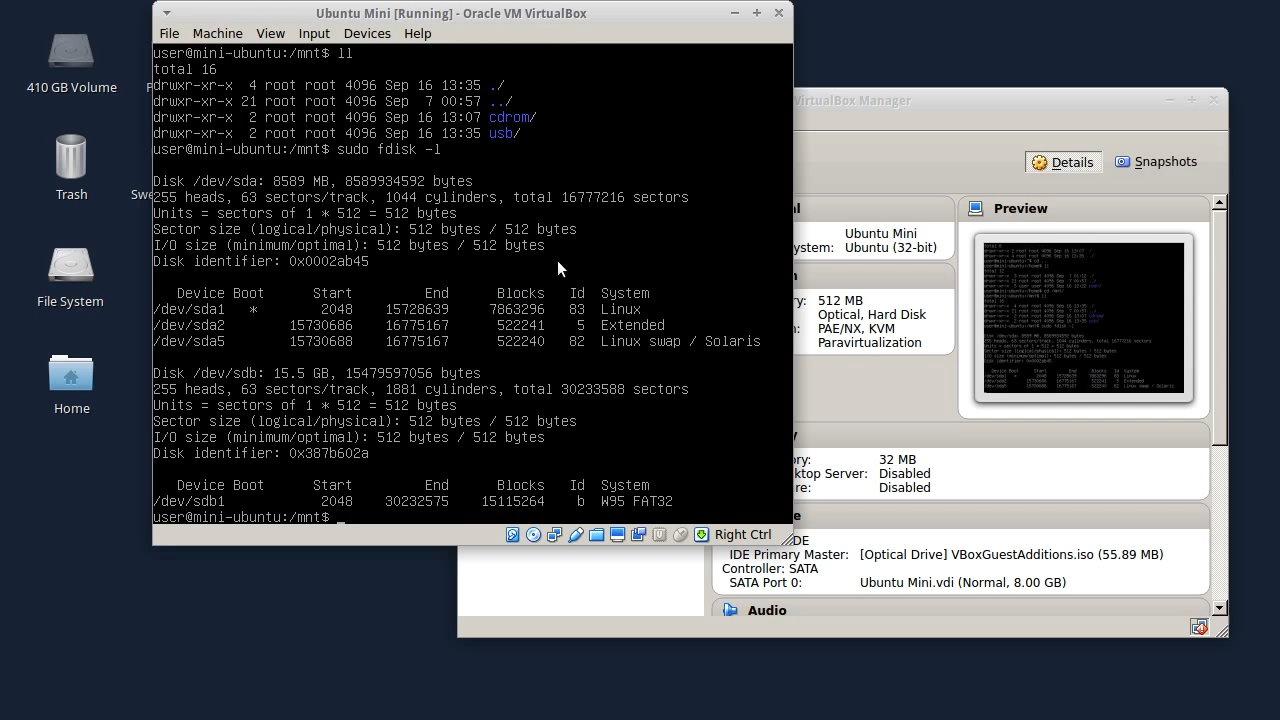 Ubuntu Mini [Running] - Oracle VM VirtualBox
File Machine View Input Devices Help
user@mini-ubuntu:/mnt$ ll
total 16
drwxr-xr-x  4 root root 4096 Sep 16 13:35 ./
drwxr-xr-x 21 root root 4096 Sep  7 00:57 ../
drwxr-xr-x  2 root root 4096 Sep 16 13:07 cdrom/
drwxr-xr-x  2 root root 4096 Sep 16 13:35 usb/
user@mini-ubuntu:/mnt$ sudo fdisk -l
Disk /dev/sda: 8589 MB, 8589934592 bytes
255 heads, 63 sectors/track, 1044 cylinders, total 16777216 sectors
Units = sectors of 1 * 512 = 512 bytes
Sector size (logical/physical): 512 bytes / 512 bytes
I/O size (minimum/optimal): 512 bytes / 512 bytes
Disk identifier:
Device Boot Start End Blocks Id System
/dev/sda1 * 2048 15728639 7863296 83 Linux
/dev/sda2 15730686 16775167 522241 5 Extended
/dev/sda5 15730688 16775167 522240 82 Linux swap / Solaris
Disk /dev/sdb: 15.5 GB, 15479597056 bytes
255 heads, 63 sectors/track, 1881 cylinders, total 30233588 sectors
Units = sectors of 1 * 512 = 512 bytes
Sector size (logical/physical): 512 bytes / 512 bytes
I/O size (minimum/optimal): 512 bytes / 512 bytes
Disk identifier: 0x387b602a
Device Boot Start End Blocks Id System
/dev/sdb1 2048 30232575 15115264 b W95 FAT32
user@mini-ubuntu:/mnt$
Right Ctrl
410 GB Volume
Trash
Swe
File System
Home
VirtualBox Manager
Details
Snapshots
Preview
Ubuntu Mini
Ubuntu (32-bit)
512 MB
Optical, Hard Disk
PAE/NX, KVM
Paravirtualization
32 MB
Disabled
Disabled
IDE Primary Master: [Optical Drive] VBoxGuestAdditions.iso (55.89 MB)
Controller: SATA
SATA Port 0: Ubuntu Mini.vdi (Normal, 8.00 GB)
Audio